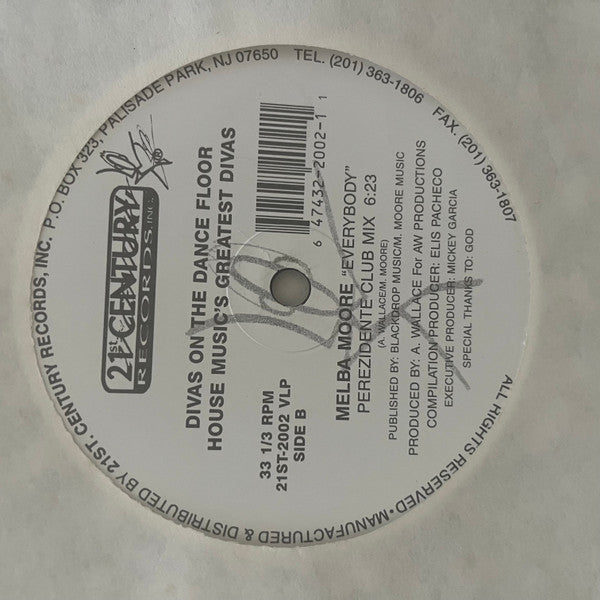 21ST. CENTURY
RECORDS, INC.
DIVAS ON THE DANCE FLOOR
HOUSE MUSIC'S GREATEST DIVAS
33 1/3 RPM
21ST-2002 VLP
SIDE B
6 47432-2002-1 1
MELBA MOORE "EVERYBODY"
PEREZIDENTE CLUB MIX 6:23
(A. WALLACE/M. MOORE)
PUBLISHED BY: BLACKDROP MUSIC/M. MOORE MUSIC
PRODUCED BY: A. WALLACE For AW PRODUCTIONS
COMPILATION PRODUCER: ELIS PACHECO
EXECUTIVE PRODUCER: MICKEY GARCIA
SPECIAL THANKS TO: GOD
ALL RIGHTS RESERVED•MANUFACTURED & DISTRIBUTED BY 21ST. CENTURY RECORDS, INC. P.O. BOX 323, PALISADE PARK, NJ 07650 TEL. (201) 363-1806 FAX. (201) 363-1807